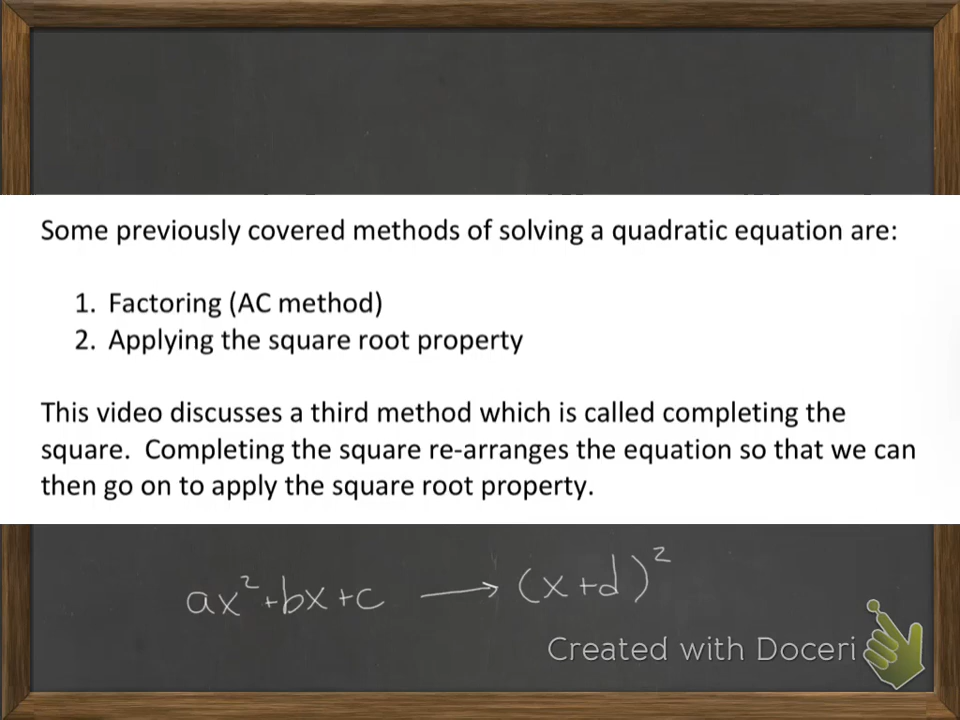 Some previously covered methods of solving a quadratic equation are:
1. Factoring (AC method)
2. Applying the square root property
This video discusses a third method which is called completing the
square. Completing the square re-arranges the equation so that we can
then go on to apply the square root property.
ax²+bx+c ⟶ (x+d)²
Created with Doceri